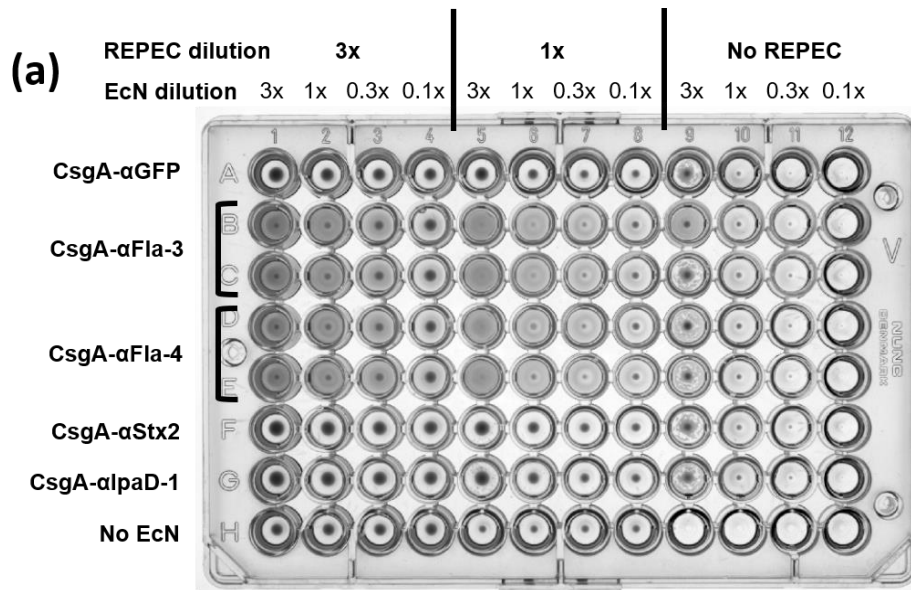 (a)
REPEC dilution 3x 1x No REPEC
EcN dilution 3x 1x 0.3x 0.1x 3x 1x 0.3x 0.1x 3x 1x 0.3x 0.1x
1 2 3 4 5 6 7 8 9 10 11 12
CsgA-αGFP A
B
CsgA-αFla-3
C
D
CsgA-αFla-4
E
CsgA-αStx2 F
CsgA-αIpaD-1 G
No EcN H
V
NUNC
DENMARK